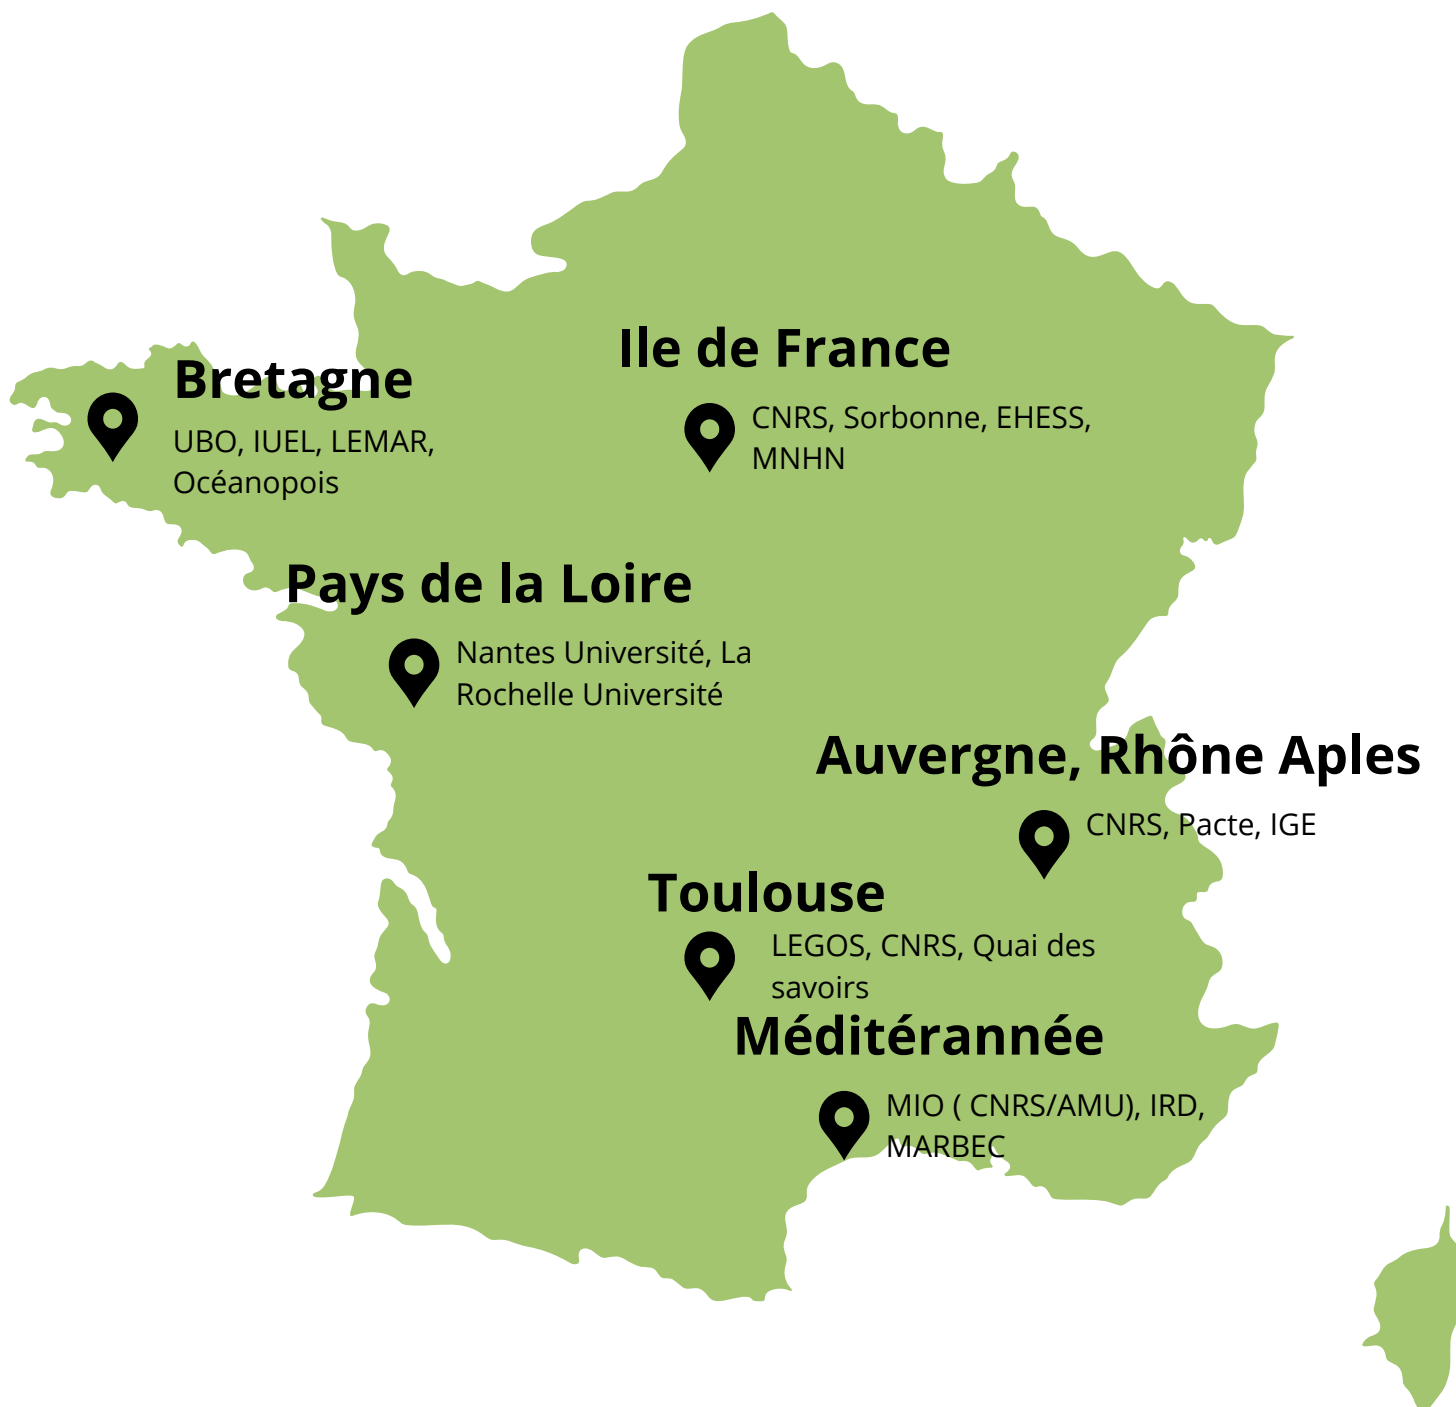 Ile de France
CNRS, Sorbonne, EHESS,
MNHN
Bretagne
UBO, IUEL, LEMAR,
Océanopois
Pays de la Loire
Nantes Université, La
Rochelle Université
Auvergne, Rhône Aples
CNRS, Pacte, IGE
Toulouse
LEGOS, CNRS, Quai des
savoirs
Méditérannée
MIO ( CNRS/AMU), IRD,
MARBEC